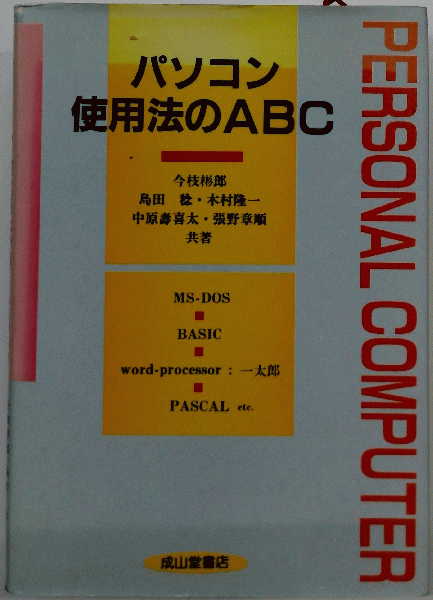 パソコン
使用法のABC
今枝彬郎
島田 稔・木村隆一
中原壽喜太・張野章順
共著
MS-DOS
BASIC
word-processor : 一太郎
PASCAL etc.
成山堂書店
PERSONAL COMPUTER